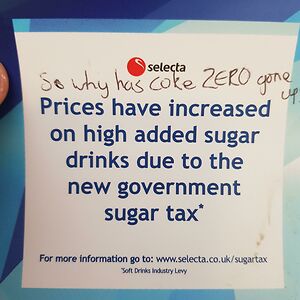 selecta
So why has coke ZERO gone up
Prices have increased
on high added sugar
drinks due to the
new government
sugar tax*
For more information go to: www.selecta.co.uk/sugartax
*Soft Drinks Industry Levy